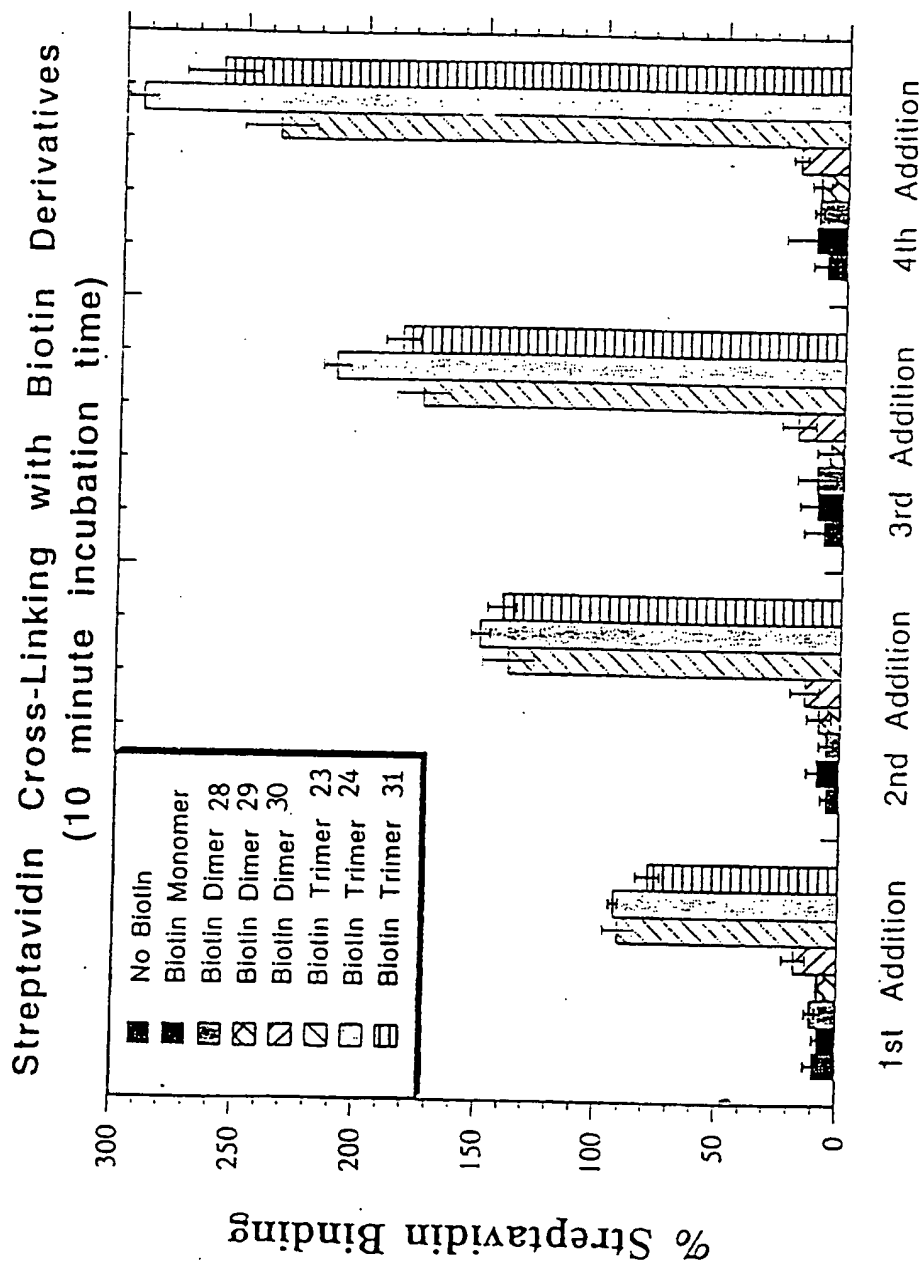 Streptavidin Cross-Linking with Biotin Derivatives
(10 minute incubation time)
No Biotin
Biotin Monomer
Biotin Dimer 28
Biotin Dimer 29
Biotin Dimer 30
Biotin Trimer 23
Biotin Trimer 24
Biotin Trimer 31
% Streptavidin Binding
300
250
200
150
100
50
0
1st Addition
2nd Addition
3rd Addition
4th Addition